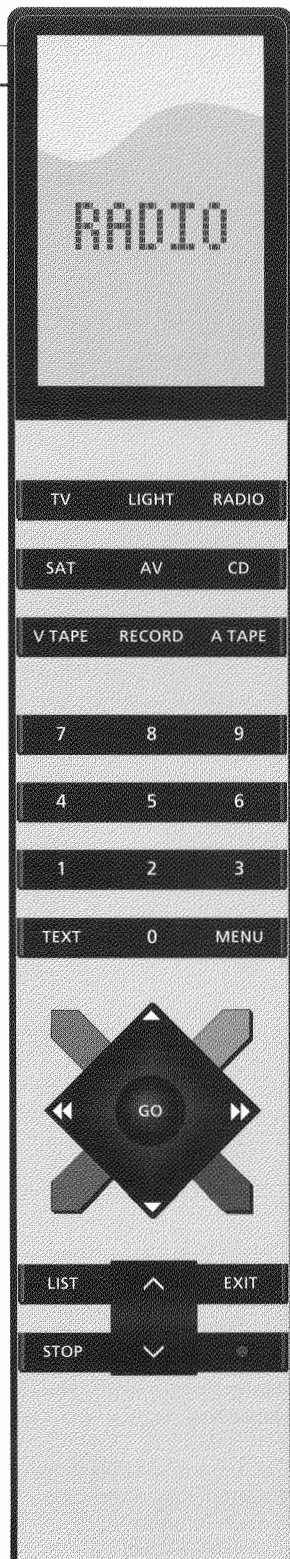 RADIO
TV LIGHT RADIO
SAT AV CD
V TAPE RECORD A TAPE
7 8 9
4 5 6
1 2 3
TEXT 0 MENU
GO
LIST EXIT
STOP